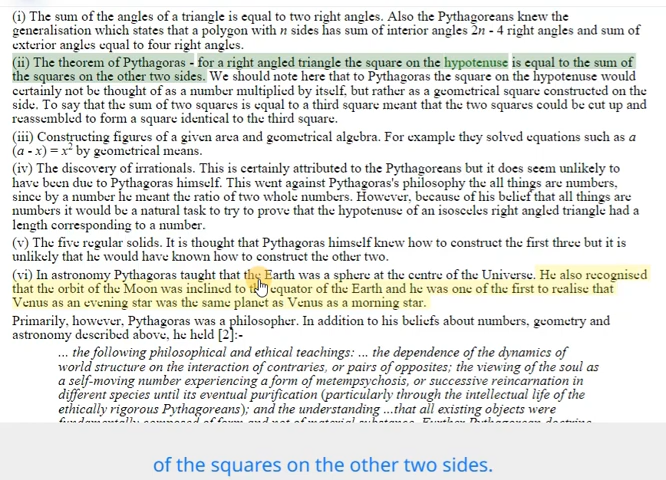 (i) The sum of the angles of a triangle is equal to two right angles. Also the Pythagoreans knew the
generalisation which states that a polygon with n sides has sum of interior angles 2n - 4 right angles and sum of
exterior angles equal to four right angles.
(ii) The theorem of Pythagoras - for a right angled triangle the square on the hypotenuse is equal to the sum of
the squares on the other two sides. We should note here that to Pythagoras the square on the hypotenuse would
certainly not be thought of as a number multiplied by itself, but rather as a geometrical square constructed on the
side. To say that the sum of two squares is equal to a third square meant that the two squares could be cut up and
reassembled to form a square identical to the third square.
(iii) Constructing figures of a given area and geometrical algebra. For example they solved equations such as a
(a - x) = x² by geometrical means.
(iv) The discovery of irrationals. This is certainly attributed to the Pythagoreans but it does seem unlikely to
have been due to Pythagoras himself. This went against Pythagoras's philosophy the all things are numbers,
since by a number he meant the ratio of two whole numbers. However, because of his belief that all things are
numbers it would be a natural task to try to prove that the hypotenuse of an isosceles right angled triangle had a
length corresponding to a number.
(v) The five regular solids. It is thought that Pythagoras himself knew how to construct the first three but it is
unlikely that he would have known how to construct the other two.
(vi) In astronomy Pythagoras taught that the Earth was a sphere at the centre of the Universe. He also recognised
that the orbit of the Moon was inclined to the equator of the Earth and he was one of the first to realise that
Venus as an evening star was the same planet as Venus as a morning star.
Primarily, however, Pythagoras was a philosopher. In addition to his beliefs about numbers, geometry and
astronomy described above, he held [2]:-
... the following philosophical and ethical teachings: ... the dependence of the dynamics of
world structure on the interaction of contraries, or pairs of opposites; the viewing of the soul as
a self-moving number experiencing a form of metempsychosis, or successive reincarnation in
different species until its eventual purification (particularly through the intellectual life of the
ethically rigorous Pythagoreans); and the understanding ...that all existing objects were
fundamentally composed of form and not of material substance. Further Pythagorean doctrine
of the squares on the other two sides.